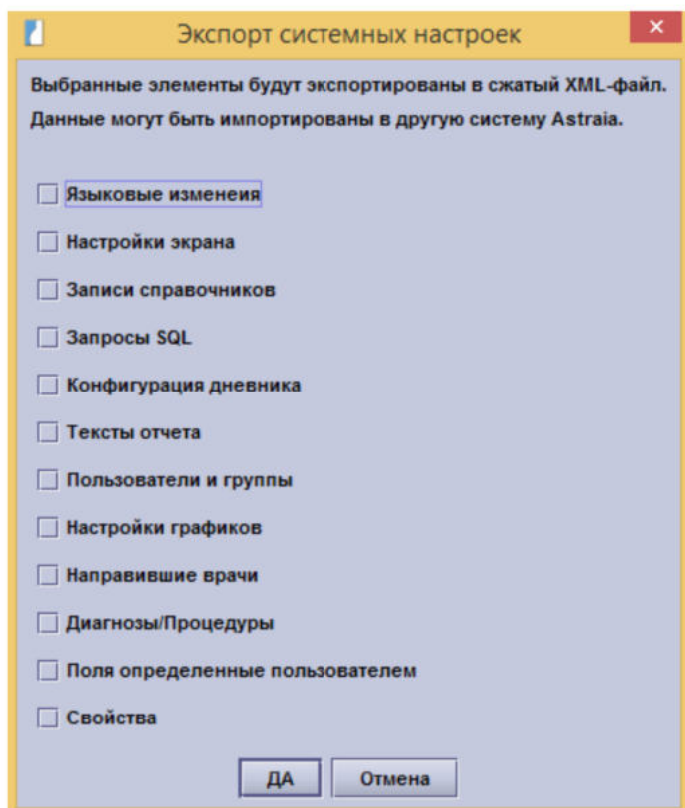 Экспорт системных настроек
Выбранные элементы будут экспортированы в сжатый XML-файл.
Данные могут быть импортированы в другую систему Astraia.
Языковые изменеия
Настройки экрана
Записи справочников
Запросы SQL
Конфигурация дневника
Тексты отчета
Пользователи и группы
Настройки графиков
Направившие врачи
Диагнозы/Процедуры
Поля определенные пользователем
Свойства
ДА Отмена